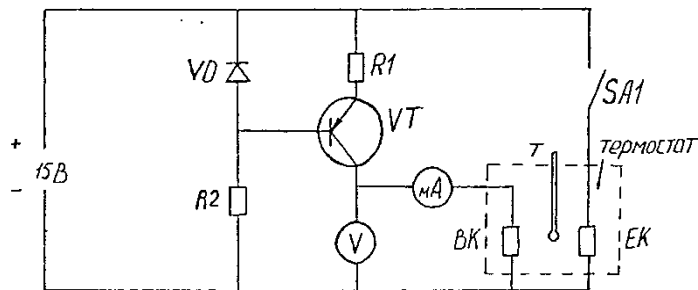 VD
R1
VT
SA1
+
15В
-
R2
мА
V
T
термостат
ВК
ЕК